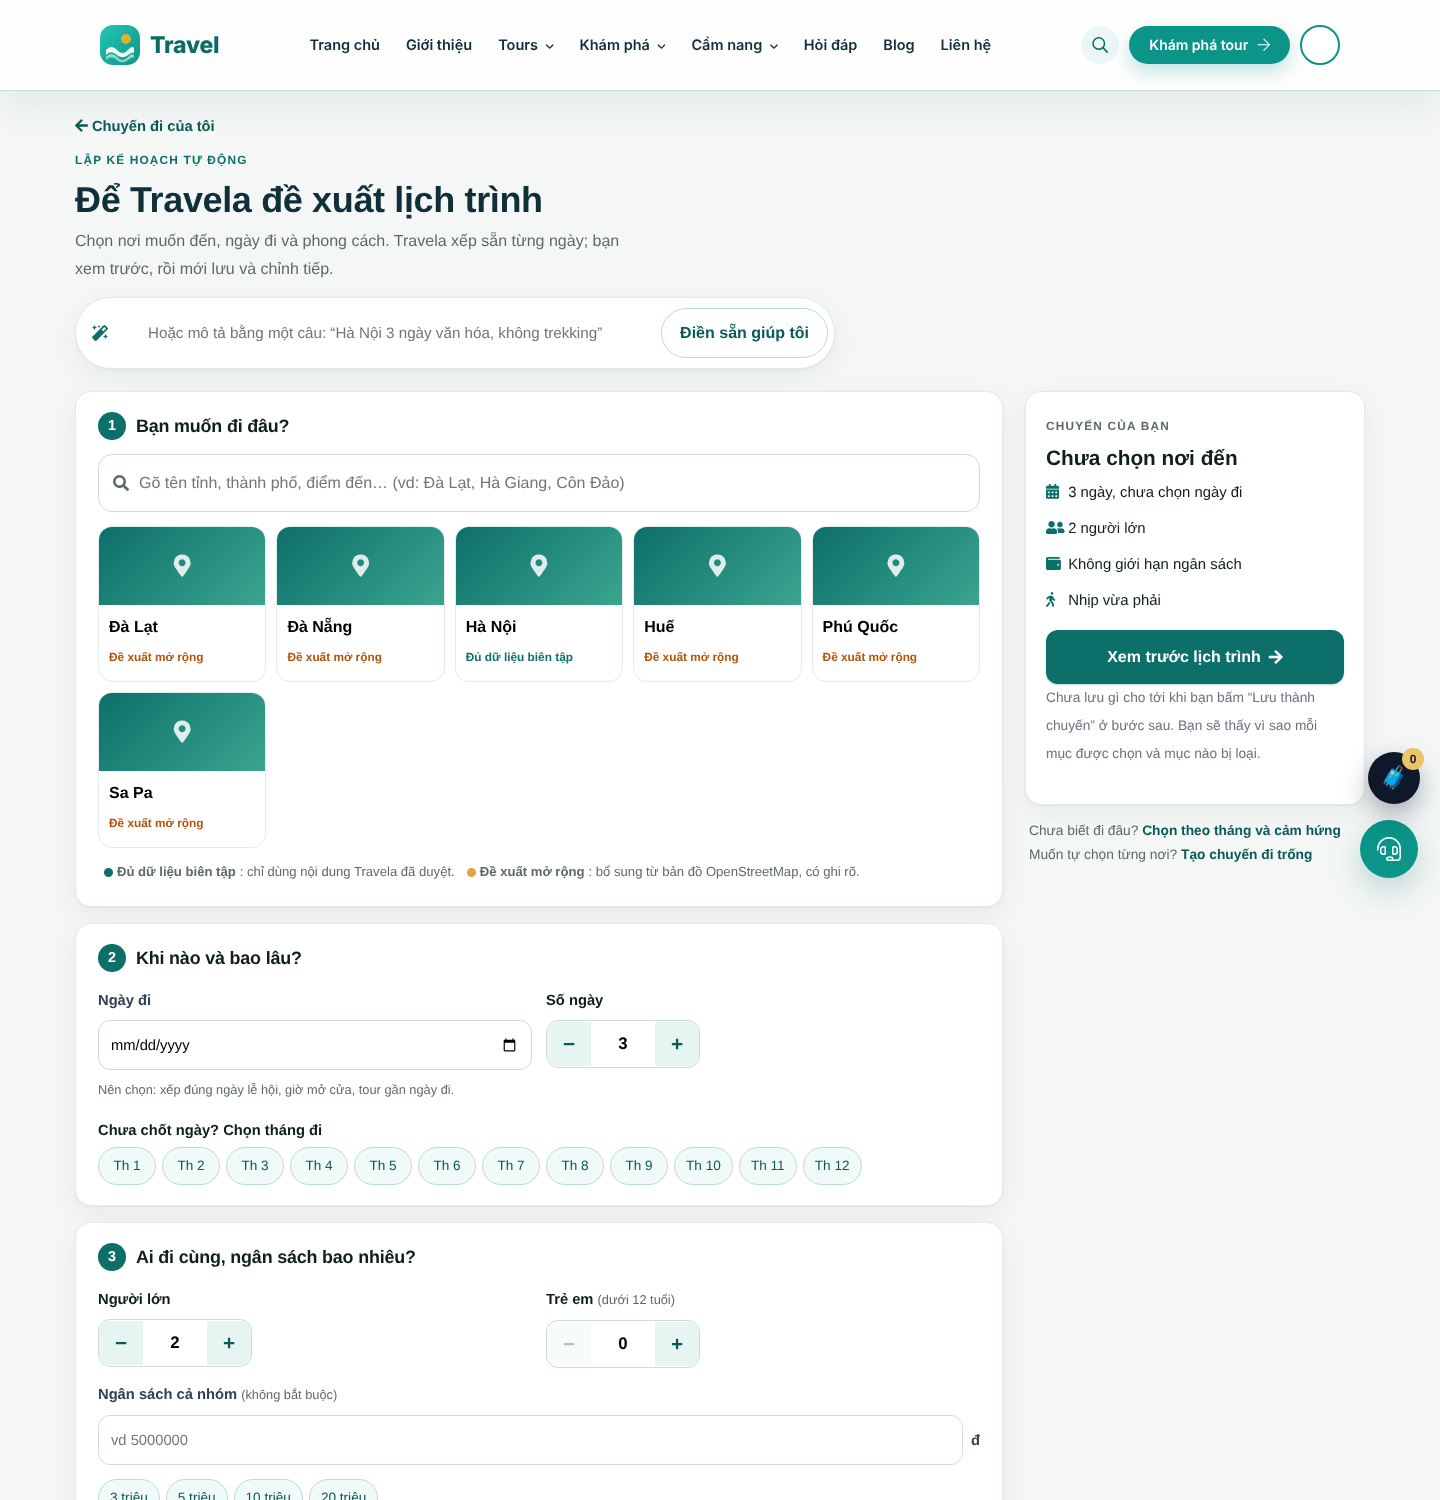 Travel
Trang chủ
Giới thiệu
Tours
Khám phá
Cẩm nang
Hỏi đáp
Blog
Liên hệ
Khám phá tour
Chuyến đi của tôi
LẬP KẾ HOẠCH TỰ ĐỘNG
Để Travela đề xuất lịch trình
Chọn nơi muốn đến, ngày đi và phong cách. Travela xếp sẵn từng ngày; bạn
xem trước, rồi mới lưu và chỉnh tiếp.
Hoặc mô tả bằng một câu: “Hà Nội 3 ngày văn hóa, không trekking”
Điền sẵn giúp tôi
1 Bạn muốn đi đâu?
Gõ tên tỉnh, thành phố, điểm đến… (vd: Đà Lạt, Hà Giang, Côn Đảo)
Đà Lạt
Đề xuất mở rộng
Đà Nẵng
Đề xuất mở rộng
Hà Nội
Đủ dữ liệu biên tập
Huế
Đề xuất mở rộng
Phú Quốc
Đề xuất mở rộng
Sa Pa
Đề xuất mở rộng
Đủ dữ liệu biên tập : chỉ dùng nội dung Travela đã duyệt. Đề xuất mở rộng : bổ sung từ bản đồ OpenStreetMap, có ghi rõ.
CHUYẾN CỦA BẠN
Chưa chọn nơi đến
3 ngày, chưa chọn ngày đi
2 người lớn
Không giới hạn ngân sách
Nhịp vừa phải
Xem trước lịch trình
Chưa lưu gì cho tới khi bạn bấm “Lưu thành
chuyến” ở bước sau. Bạn sẽ thấy vì sao mỗi
mục được chọn và mục nào bị loại.
0
Chưa biết đi đâu? Chọn theo tháng và cảm hứng
Muốn tự chọn từng nơi? Tạo chuyến đi trống
2 Khi nào và bao lâu?
Ngày đi
mm/dd/yyyy
Nên chọn: xếp đúng ngày lễ hội, giờ mở cửa, tour gần ngày đi.
Số ngày
− 3 +
Chưa chốt ngày? Chọn tháng đi
Th 1
Th 2
Th 3
Th 4
Th 5
Th 6
Th 7
Th 8
Th 9
Th 10
Th 11
Th 12
3 Ai đi cùng, ngân sách bao nhiêu?
Người lớn
− 2 +
Trẻ em (dưới 12 tuổi)
− 0 +
Ngân sách cả nhóm (không bắt buộc)
vd 5000000
đ
3 triệu
5 triệu
10 triệu
20 triệu